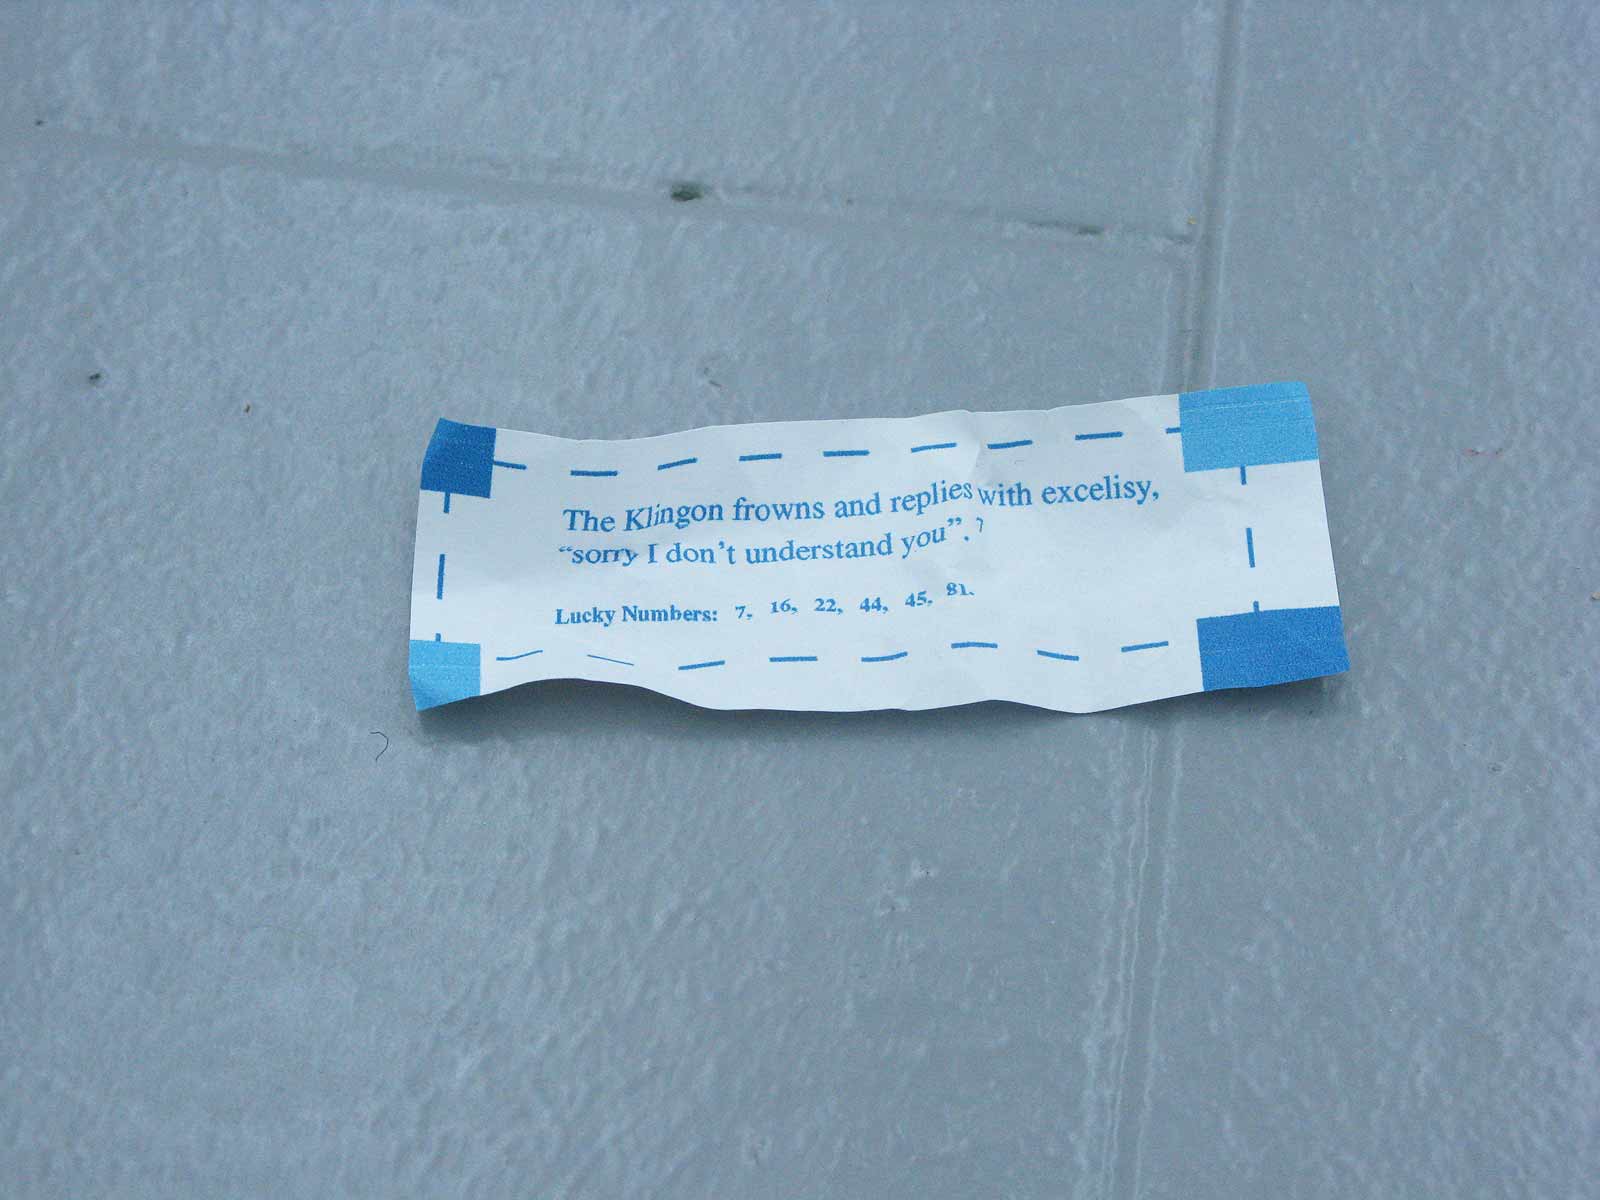 The Klingon frowns and replies with excelisy,
“sorry I don’t understand you”. ?
Lucky Numbers: 7, 16, 22, 44, 45, 81.